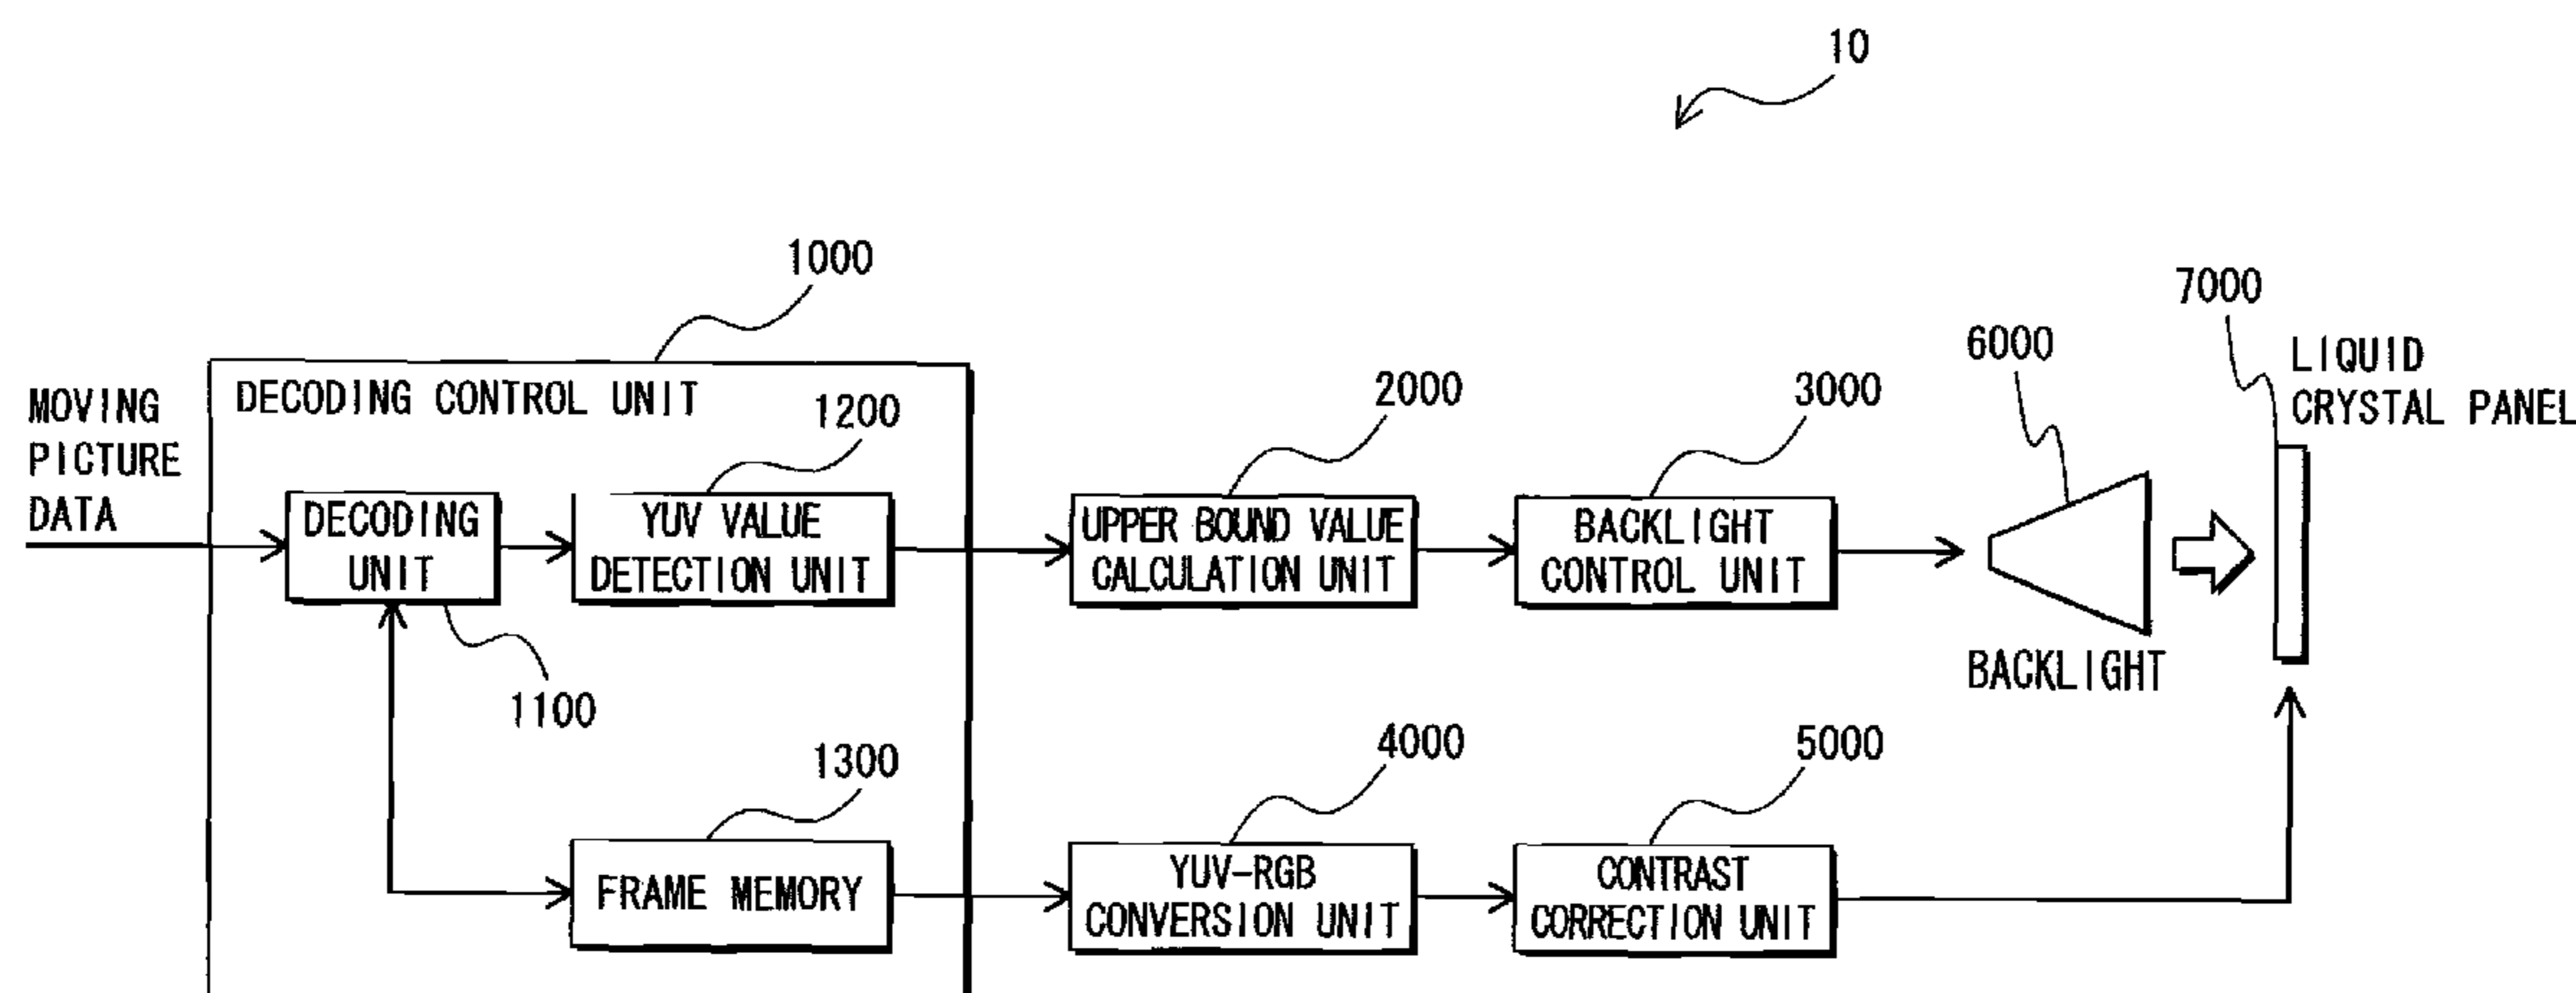 10
1000
7000
6000
LIQUID
CRYSTAL PANEL
MOVING
PICTURE
DATA
DECODING CONTROL UNIT
1200
2000
3000
DECODING
UNIT
YUV VALUE
DETECTION UNIT
UPPER BOUND VALUE
CALCULATION UNIT
BACKLIGHT
CONTROL UNIT
BACKLIGHT
1100
1300
4000
5000
FRAME MEMORY
YUV-RGB
CONVERSION UNIT
CONTRAST
CORRECTION UNIT